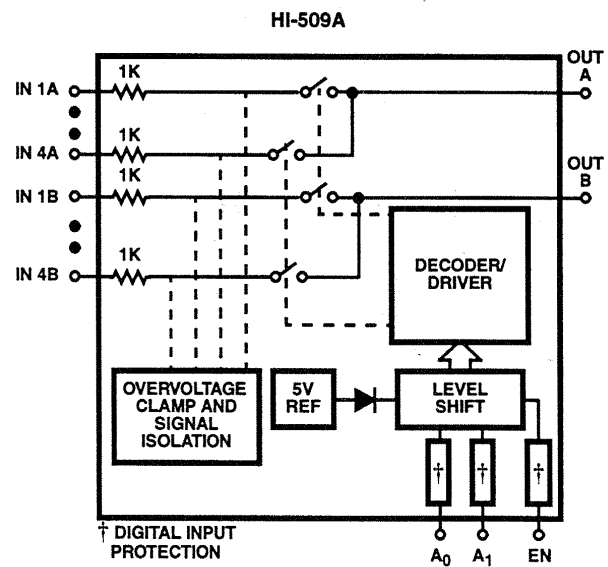 HI-509A
OUT
A
IN 1A
1K
IN 4A
1K
IN 1B
1K
OUT
B
IN 4B
1K
DECODER/
DRIVER
OVERVOLTAGE
CLAMP AND
SIGNAL
ISOLATION
5V
REF
LEVEL
SHIFT
† † †
† DIGITAL INPUT
PROTECTION
A0 A1 EN